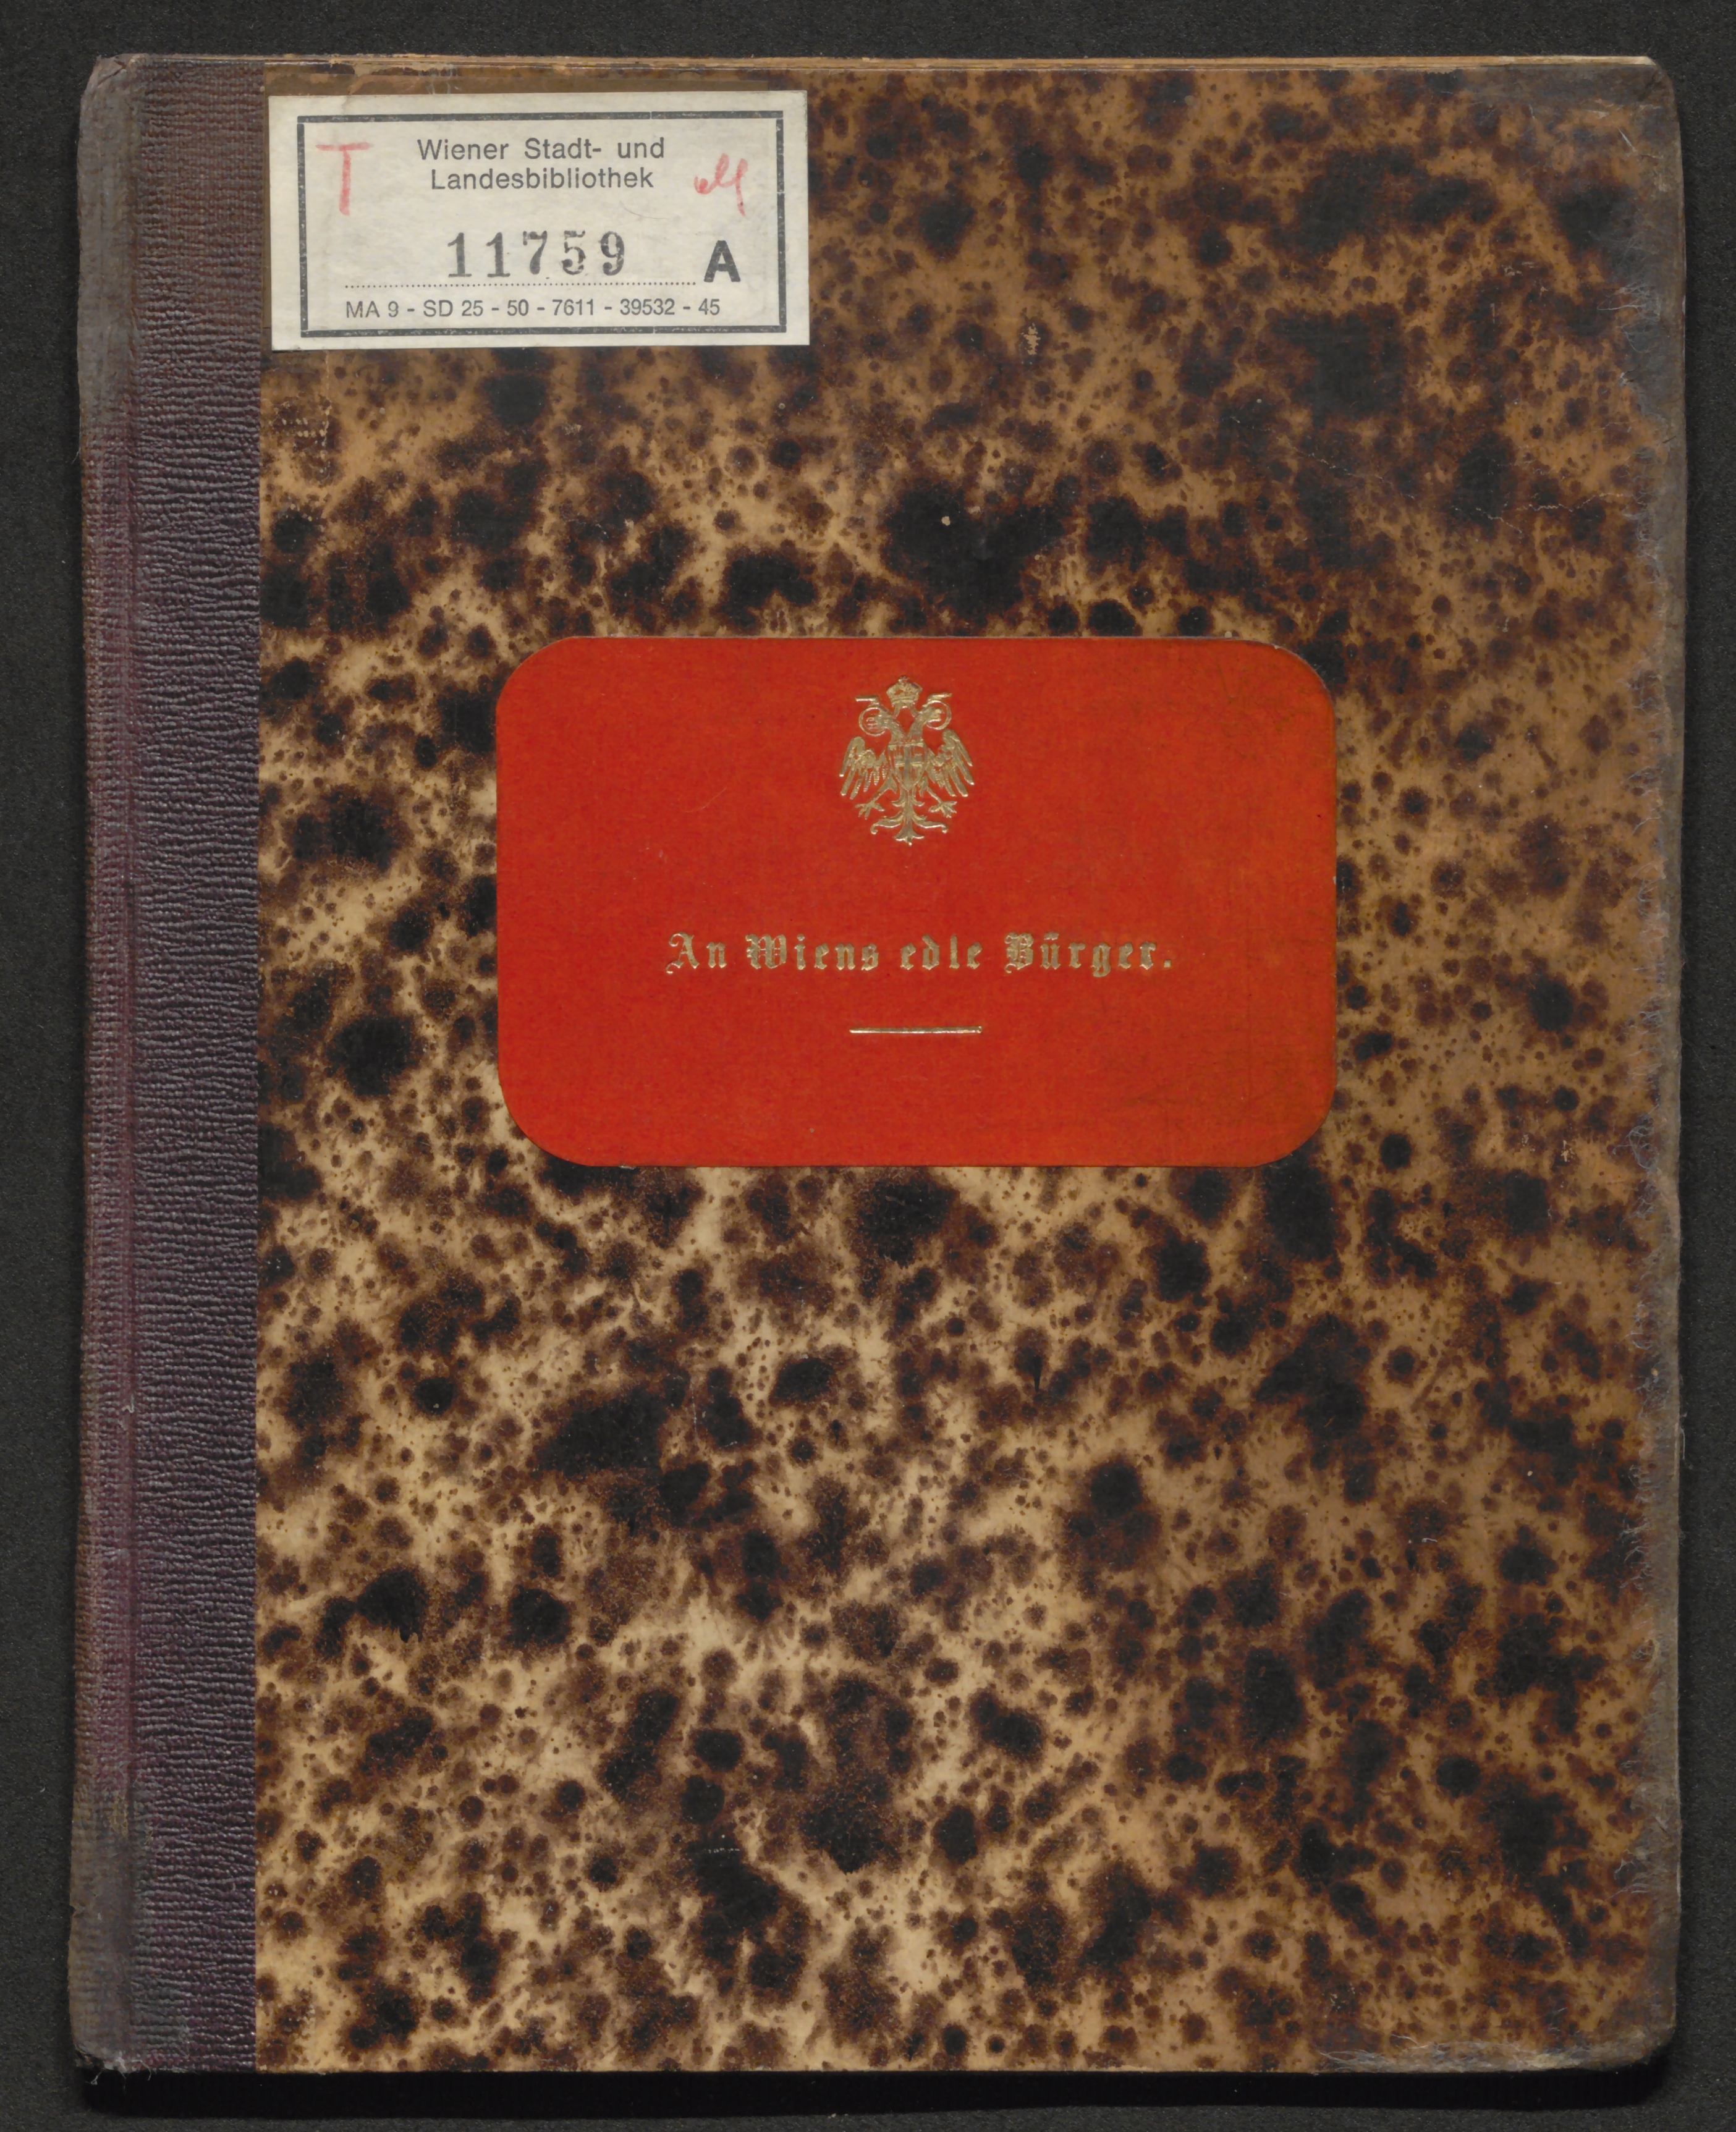 T
Wiener Stadt- und
Landesbibliothek
11759 A
MA 9 - SD 25 - 50 - 7611 - 39532 - 45
An Wiens edle Bürger.